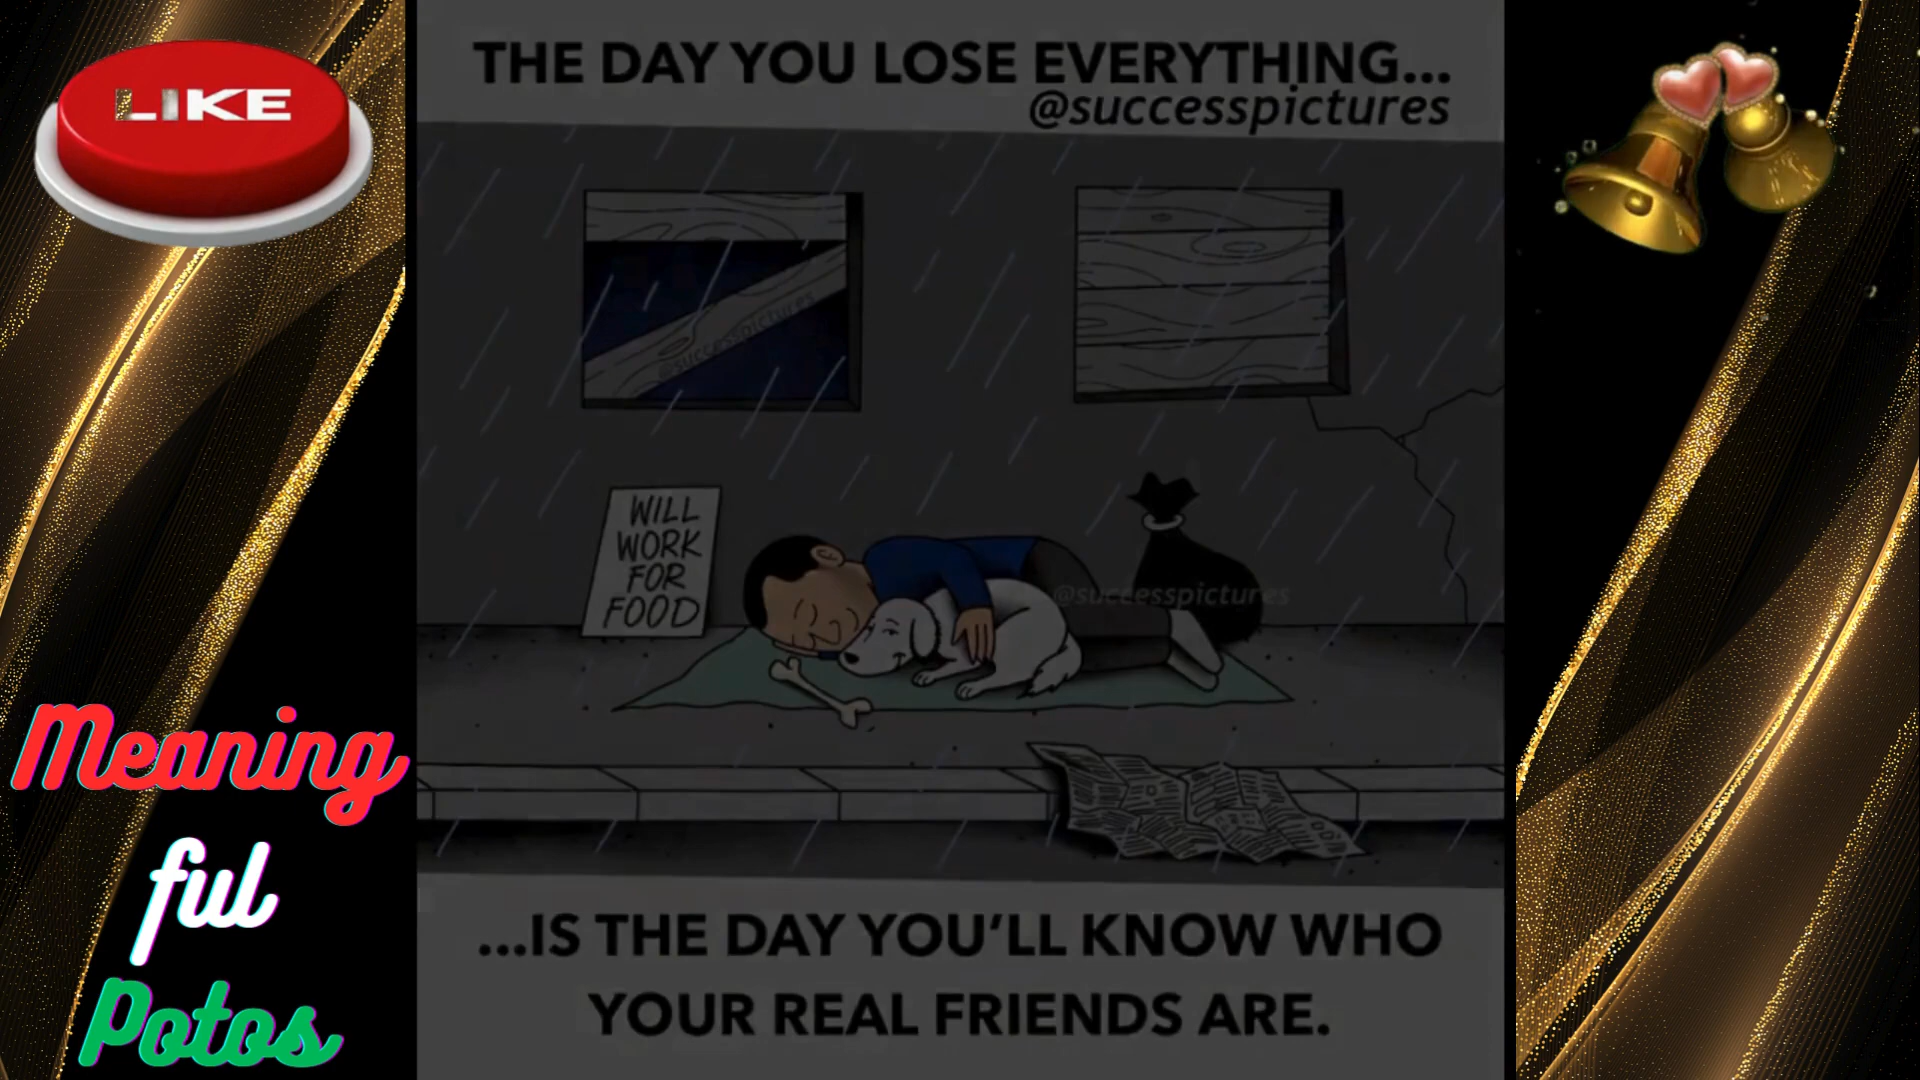 LIKE
THE DAY YOU LOSE EVERYTHING...
@successpictures
@successpictures
WILL
WORK
FOR
FOOD
@successpictures
Meaning
ful
Potos
...IS THE DAY YOU'LL KNOW WHO
YOUR REAL FRIENDS ARE.